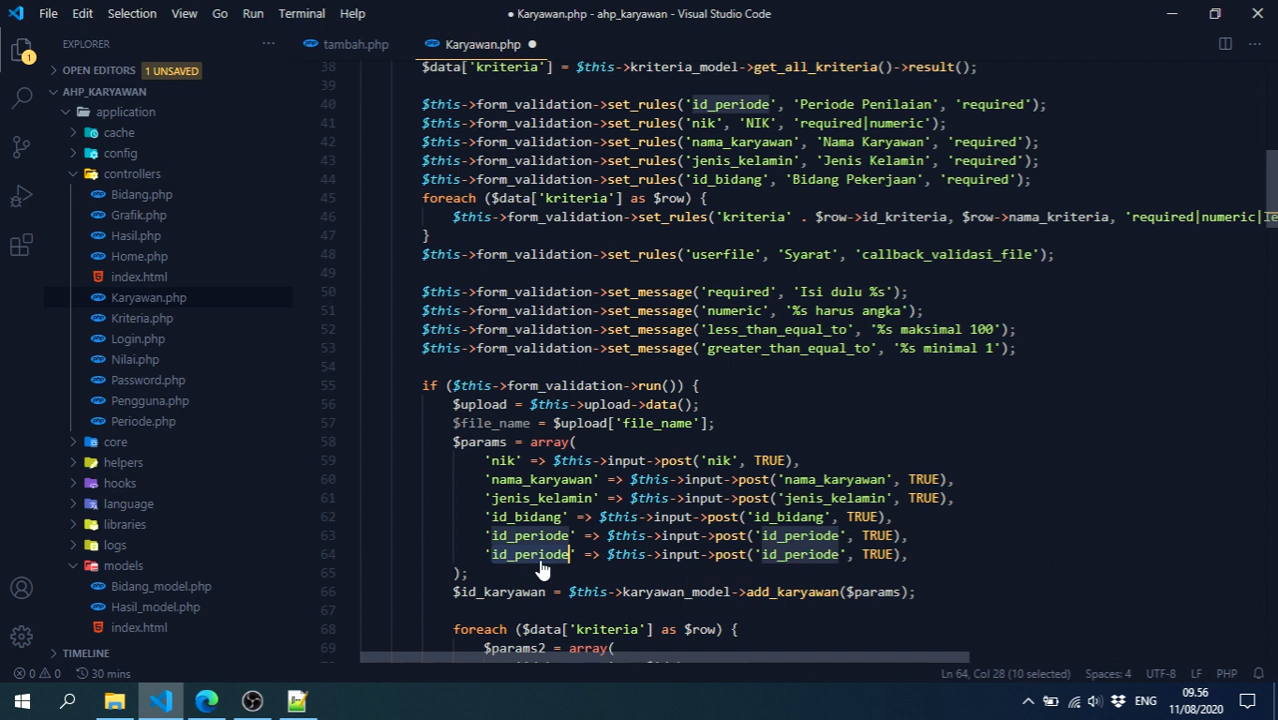 File Edit Selection View Go Run Terminal Help
● Karyawan.php - ahp_karyawan - Visual Studio Code
EXPLORER
tambah.php
Karyawan.php
OPEN EDITORS 1 UNSAVED
AHP_KARYAWAN
application
cache
config
controllers
Bidang.php
Grafik.php
Hasil.php
Home.php
index.html
Karyawan.php
Kriteria.php
Login.php
Nilai.php
Password.php
Pengguna.php
Periode.php
core
helpers
hooks
language
libraries
logs
models
Bidang_model.php
Hasil_model.php
index.html
TIMELINE
38 $data['kriteria'] = $this->kriteria_model->get_all_kriteria()->result();
39
40 $this->form_validation->set_rules('id_periode', 'Periode Penilaian', 'required');
41 $this->form_validation->set_rules('nik', 'NIK', 'required|numeric');
42 $this->form_validation->set_rules('nama_karyawan', 'Nama Karyawan', 'required');
43 $this->form_validation->set_rules('jenis_kelamin', 'Jenis Kelamin', 'required');
44 $this->form_validation->set_rules('id_bidang', 'Bidang Pekerjaan', 'required');
45 foreach ($data['kriteria'] as $row) {
46 $this->form_validation->set_rules('kriteria' . $row->id_kriteria, $row->nama_kriteria, 'required|numeric|le
47 }
48 $this->form_validation->set_rules('userfile', 'Syarat', 'callback_validasi_file');
49
50 $this->form_validation->set_message('required', 'Isi dulu %s');
51 $this->form_validation->set_message('numeric', '%s harus angka');
52 $this->form_validation->set_message('less_than_equal_to', '%s maksimal 100');
53 $this->form_validation->set_message('greater_than_equal_to', '%s minimal 1');
54
55 if ($this->form_validation->run()) {
56 $upload = $this->upload->data();
57 $file_name = $upload['file_name'];
58 $params = array(
59 'nik' => $this->input->post('nik', TRUE),
60 'nama_karyawan' => $this->input->post('nama_karyawan', TRUE),
61 'jenis_kelamin' => $this->input->post('jenis_kelamin', TRUE),
62 'id_bidang' => $this->input->post('id_bidang', TRUE),
63 'id_periode' => $this->input->post('id_periode', TRUE),
64 'id_periode' => $this->input->post('id_periode', TRUE),
65 );
66 $id_karyawan = $this->karyawan_model->add_karyawan($params);
67
68 foreach ($data['kriteria'] as $row) {
69 $params2 = array(
0 0 30 mins
Ln 64, Col 28 (10 selected) Spaces: 4 UTF-8 LF PHP
ENG
09.56
11/08/2020